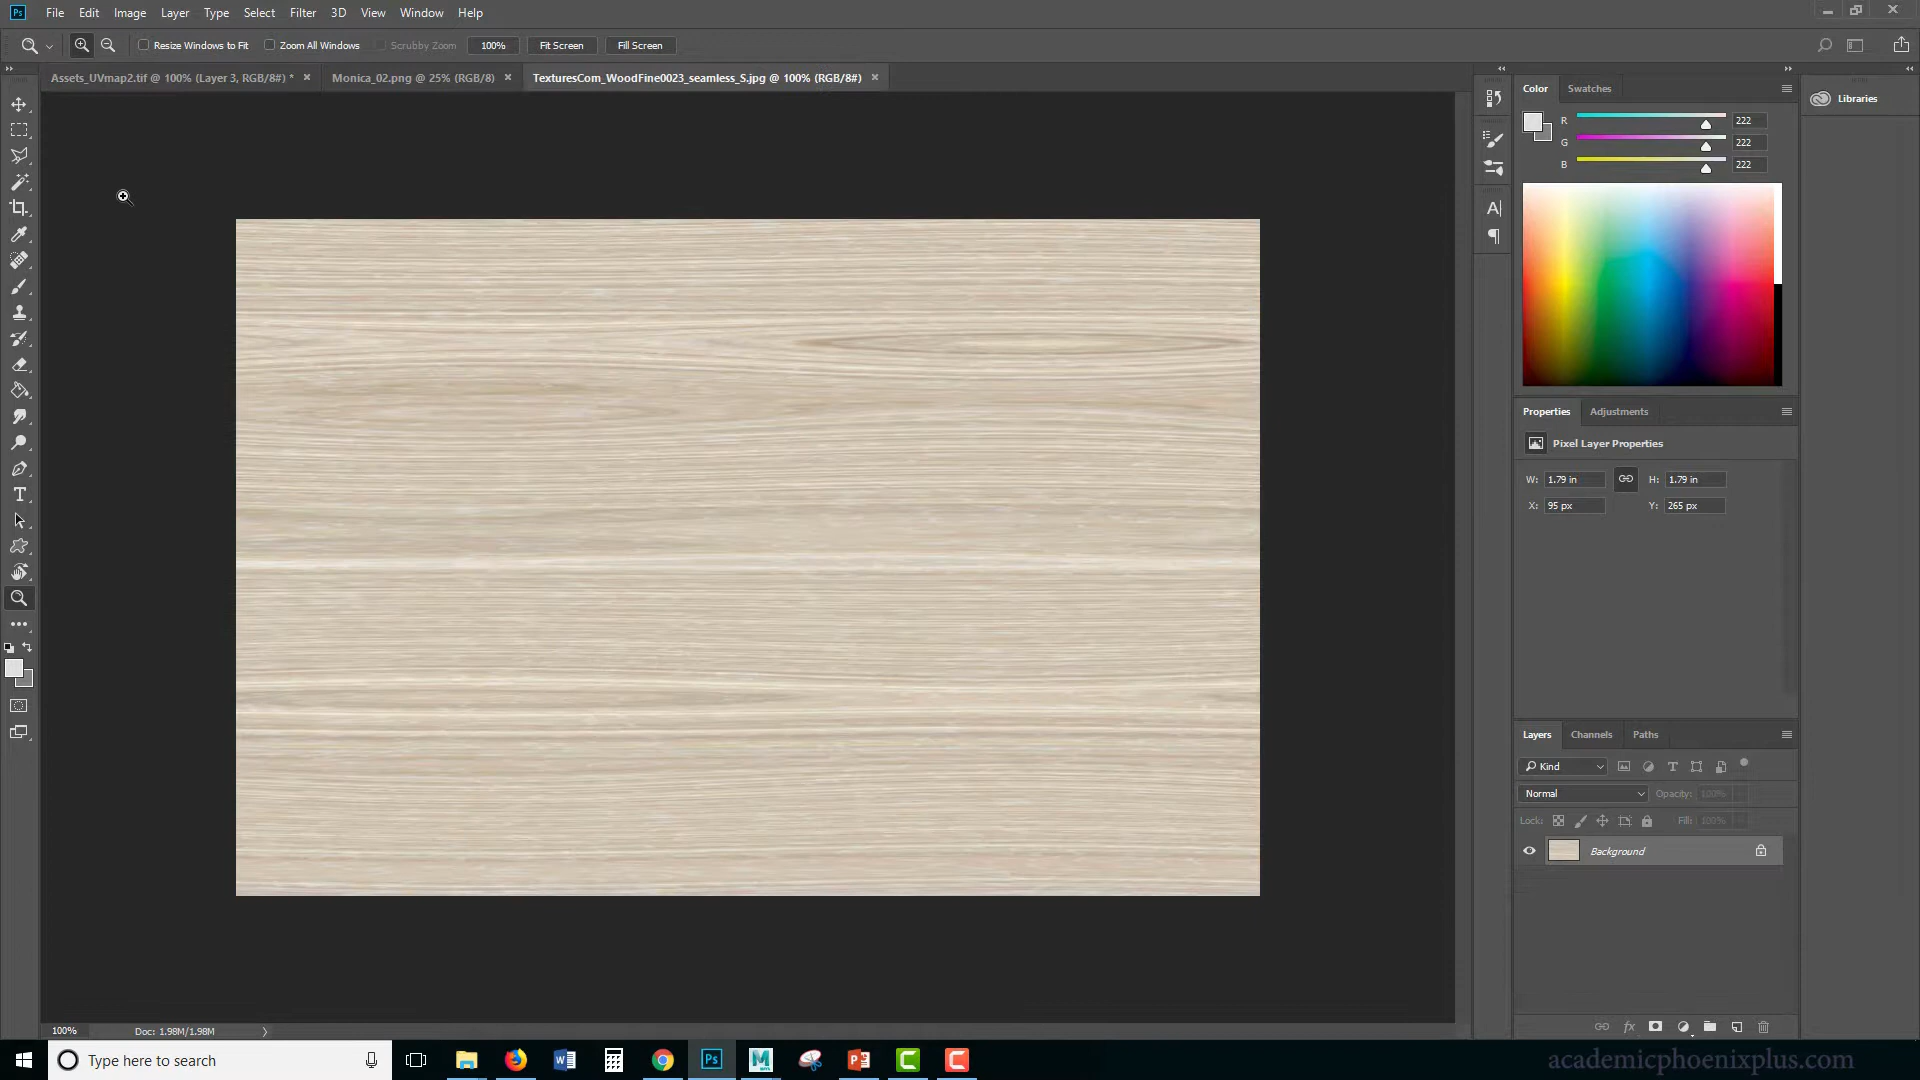 Ps File Edit Image Layer Type Select Filter 3D View Window Help
Resize Windows to Fit Zoom All Windows Scrubby Zoom 100% Fit Screen Fill Screen
Assets_UVmap2.tif @ 100% (Layer 3, RGB/8#) * Monica_02.png @ 25% (RGB/8) TexturesCom_WoodFine0023_seamless_S.jpg @ 100% (RGB/8#)
Color Swatches
Libraries
R 222
G 222
B 222
Properties Adjustments
Pixel Layer Properties
W: 1.79 in H: 1.79 in
X: 95 px Y: 265 px
Layers Channels Paths
Kind
Normal Opacity: 100%
Lock: Fill: 100%
Background
100% Doc: 1.98M/1.98M
Type here to search
academicphoenixplus.com